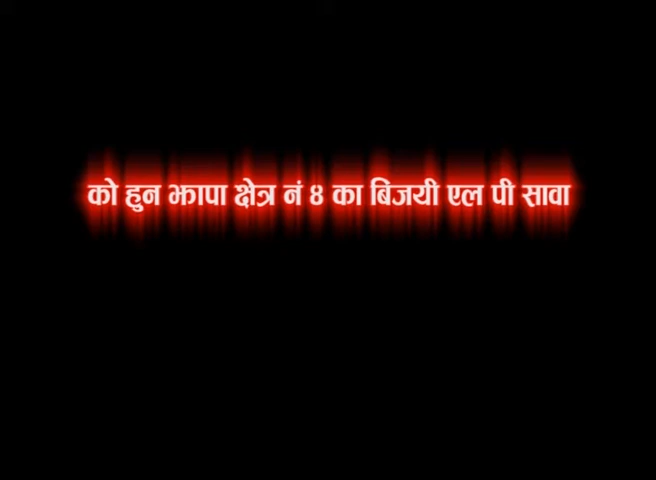 को हुन झापा क्षेत्र नं ४ का बिजयी एल पी सावा